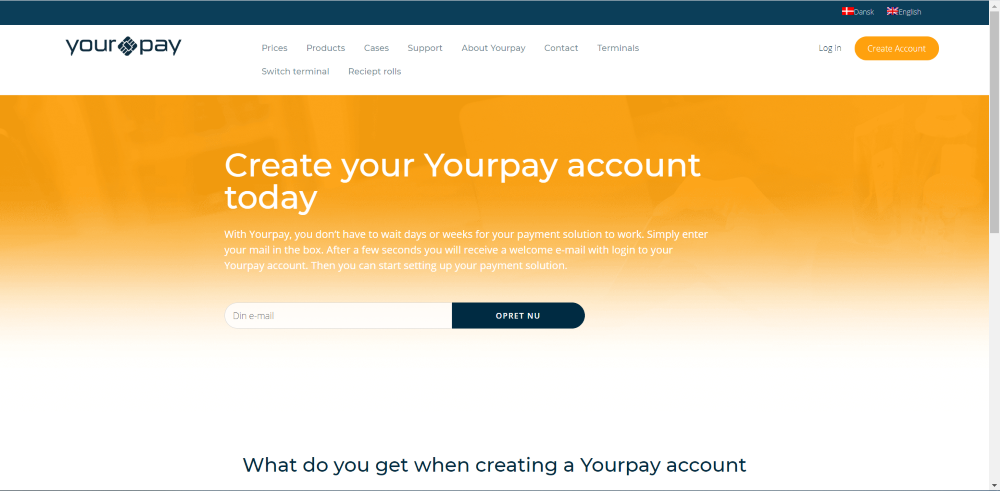 Dansk English
yourpay
Prices Products Cases Support About Yourpay Contact Terminals
Log in Create Account
Switch terminal Reciept rolls
Create your Yourpay account
today
With Yourpay, you don't have to wait days or weeks for your payment solution to work. Simply enter
your mail in the box. After a few seconds you will receive a welcome e-mail with login to your
Yourpay account. Then you can start setting up your payment solution.
Din e-mail OPRET NU
What do you get when creating a Yourpay account